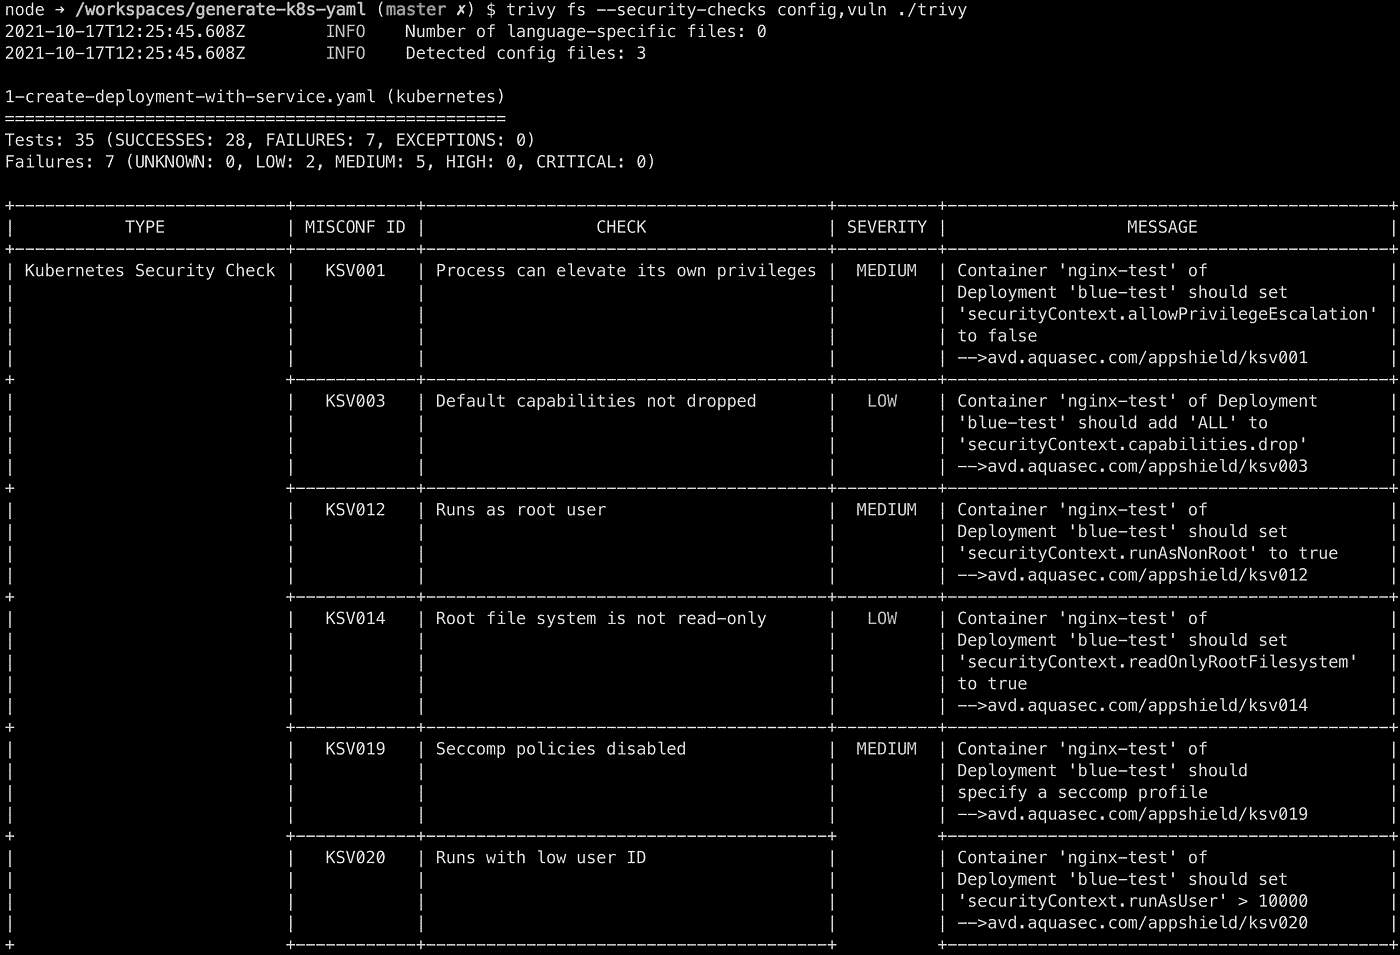 node → /workspaces/generate-k8s-yaml (master ✗) $ trivy fs --security-checks config,vuln ./trivy
2021-10-17T12:25:45.608Z        INFO    Number of language-specific files: 0
2021-10-17T12:25:45.608Z        INFO    Detected config files: 3

1-create-deployment-with-service.yaml (kubernetes)
==================================================
Tests: 35 (SUCCESSES: 28, FAILURES: 7, EXCEPTIONS: 0)
Failures: 7 (UNKNOWN: 0, LOW: 2, MEDIUM: 5, HIGH: 0, CRITICAL: 0)

+---------------------------+------------+----------------------------------------+----------+--------------------------------------------+
|           TYPE            | MISCONF ID |                 CHECK                  | SEVERITY |                  MESSAGE                   |
+---------------------------+------------+----------------------------------------+----------+--------------------------------------------+
| Kubernetes Security Check |   KSV001   | Process can elevate its own privileges |  MEDIUM  | Container 'nginx-test' of                  |
|                           |            |                                        |          | Deployment 'blue-test' should set          |
|                           |            |                                        |          | 'securityContext.allowPrivilegeEscalation' |
|                           |            |                                        |          | to false                                   |
|                           |            |                                        |          | -->avd.aquasec.com/appshield/ksv001        |
+                           +------------+----------------------------------------+----------+--------------------------------------------+
|                           |   KSV003   | Default capabilities not dropped       |   LOW    | Container 'nginx-test' of Deployment       |
|                           |            |                                        |          | 'blue-test' should add 'ALL' to            |
|                           |            |                                        |          | 'securityContext.capabilities.drop'        |
|                           |            |                                        |          | -->avd.aquasec.com/appshield/ksv003        |
+                           +------------+----------------------------------------+----------+--------------------------------------------+
|                           |   KSV012   | Runs as root user                      |  MEDIUM  | Container 'nginx-test' of                  |
|                           |            |                                        |          | Deployment 'blue-test' should set          |
|                           |            |                                        |          | 'securityContext.runAsNonRoot' to true     |
|                           |            |                                        |          | -->avd.aquasec.com/appshield/ksv012        |
+                           +------------+----------------------------------------+----------+--------------------------------------------+
|                           |   KSV014   | Root file system is not read-only      |   LOW    | Container 'nginx-test' of                  |
|                           |            |                                        |          | Deployment 'blue-test' should set          |
|                           |            |                                        |          | 'securityContext.readOnlyRootFilesystem'   |
|                           |            |                                        |          | to true                                    |
|                           |            |                                        |          | -->avd.aquasec.com/appshield/ksv014        |
+                           +------------+----------------------------------------+----------+--------------------------------------------+
|                           |   KSV019   | Seccomp policies disabled              |  MEDIUM  | Container 'nginx-test' of                  |
|                           |            |                                        |          | Deployment 'blue-test' should              |
|                           |            |                                        |          | specify a seccomp profile                  |
|                           |            |                                        |          | -->avd.aquasec.com/appshield/ksv019        |
+                           +------------+----------------------------------------+          +--------------------------------------------+
|                           |   KSV020   | Runs with low user ID                  |          | Container 'nginx-test' of                  |
|                           |            |                                        |          | Deployment 'blue-test' should set          |
|                           |            |                                        |          | 'securityContext.runAsUser' > 10000        |
|                           |            |                                        |          | -->avd.aquasec.com/appshield/ksv020        |
+                           +------------+----------------------------------------+          +--------------------------------------------+